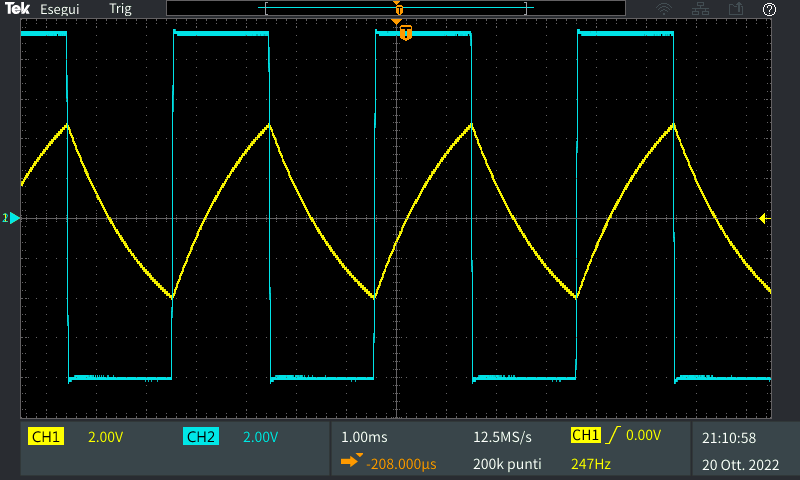 Tek Esegui Trig
T
T
CH1 2.00V CH2 2.00V 1.00ms 12.5MS/s CH1 0.00V 21:10:58
-208.000µs 200k punti 247Hz 20 Ott. 2022